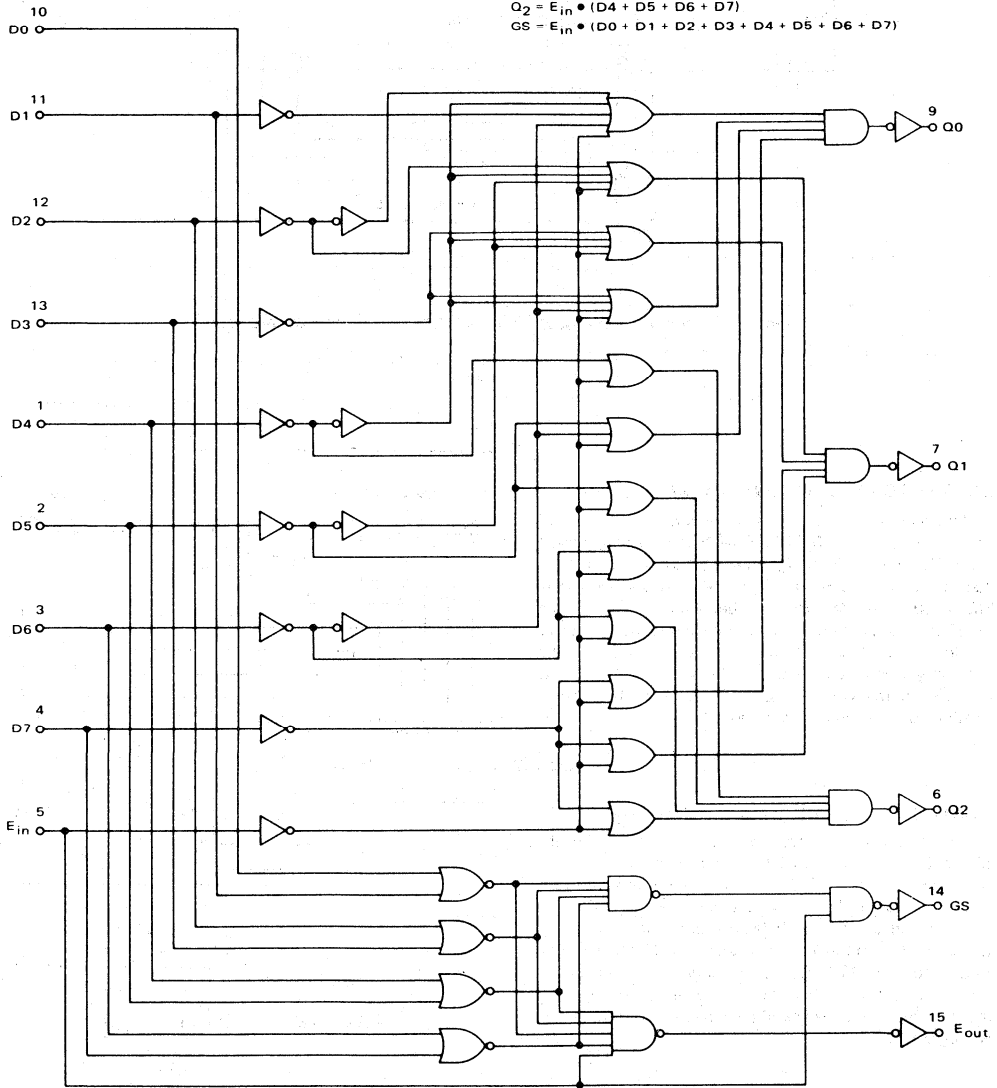 Q2 = Ein • (D4 + D5 + D6 + D7)
GS = Ein • (D0 + D1 + D2 + D3 + D4 + D5 + D6 + D7)
10
D0
11
D1
9
Q0
12
D2
13
D3
1
D4
7
Q1
2
D5
3
D6
4
D7
6
Q2
5
Ein
14
GS
15
Eout